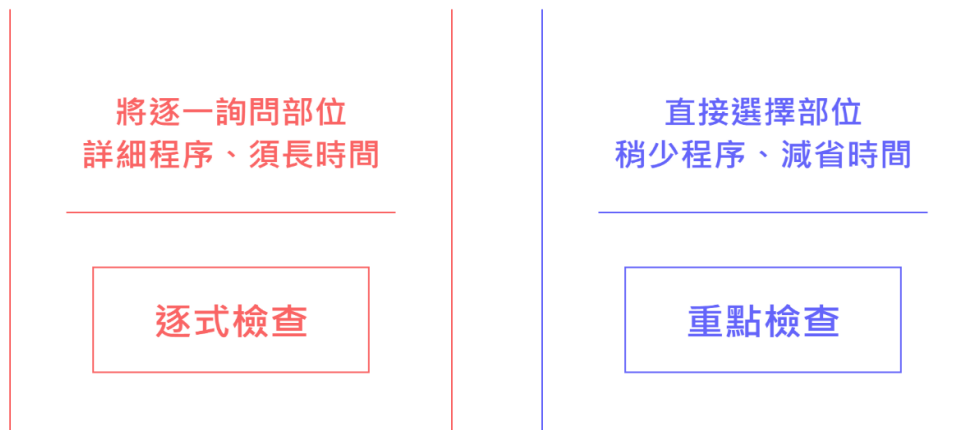 將逐一詢問部位
詳細程序、須長時間
逐式檢查
直接選擇部位
稍少程序、減省時間
重點檢查